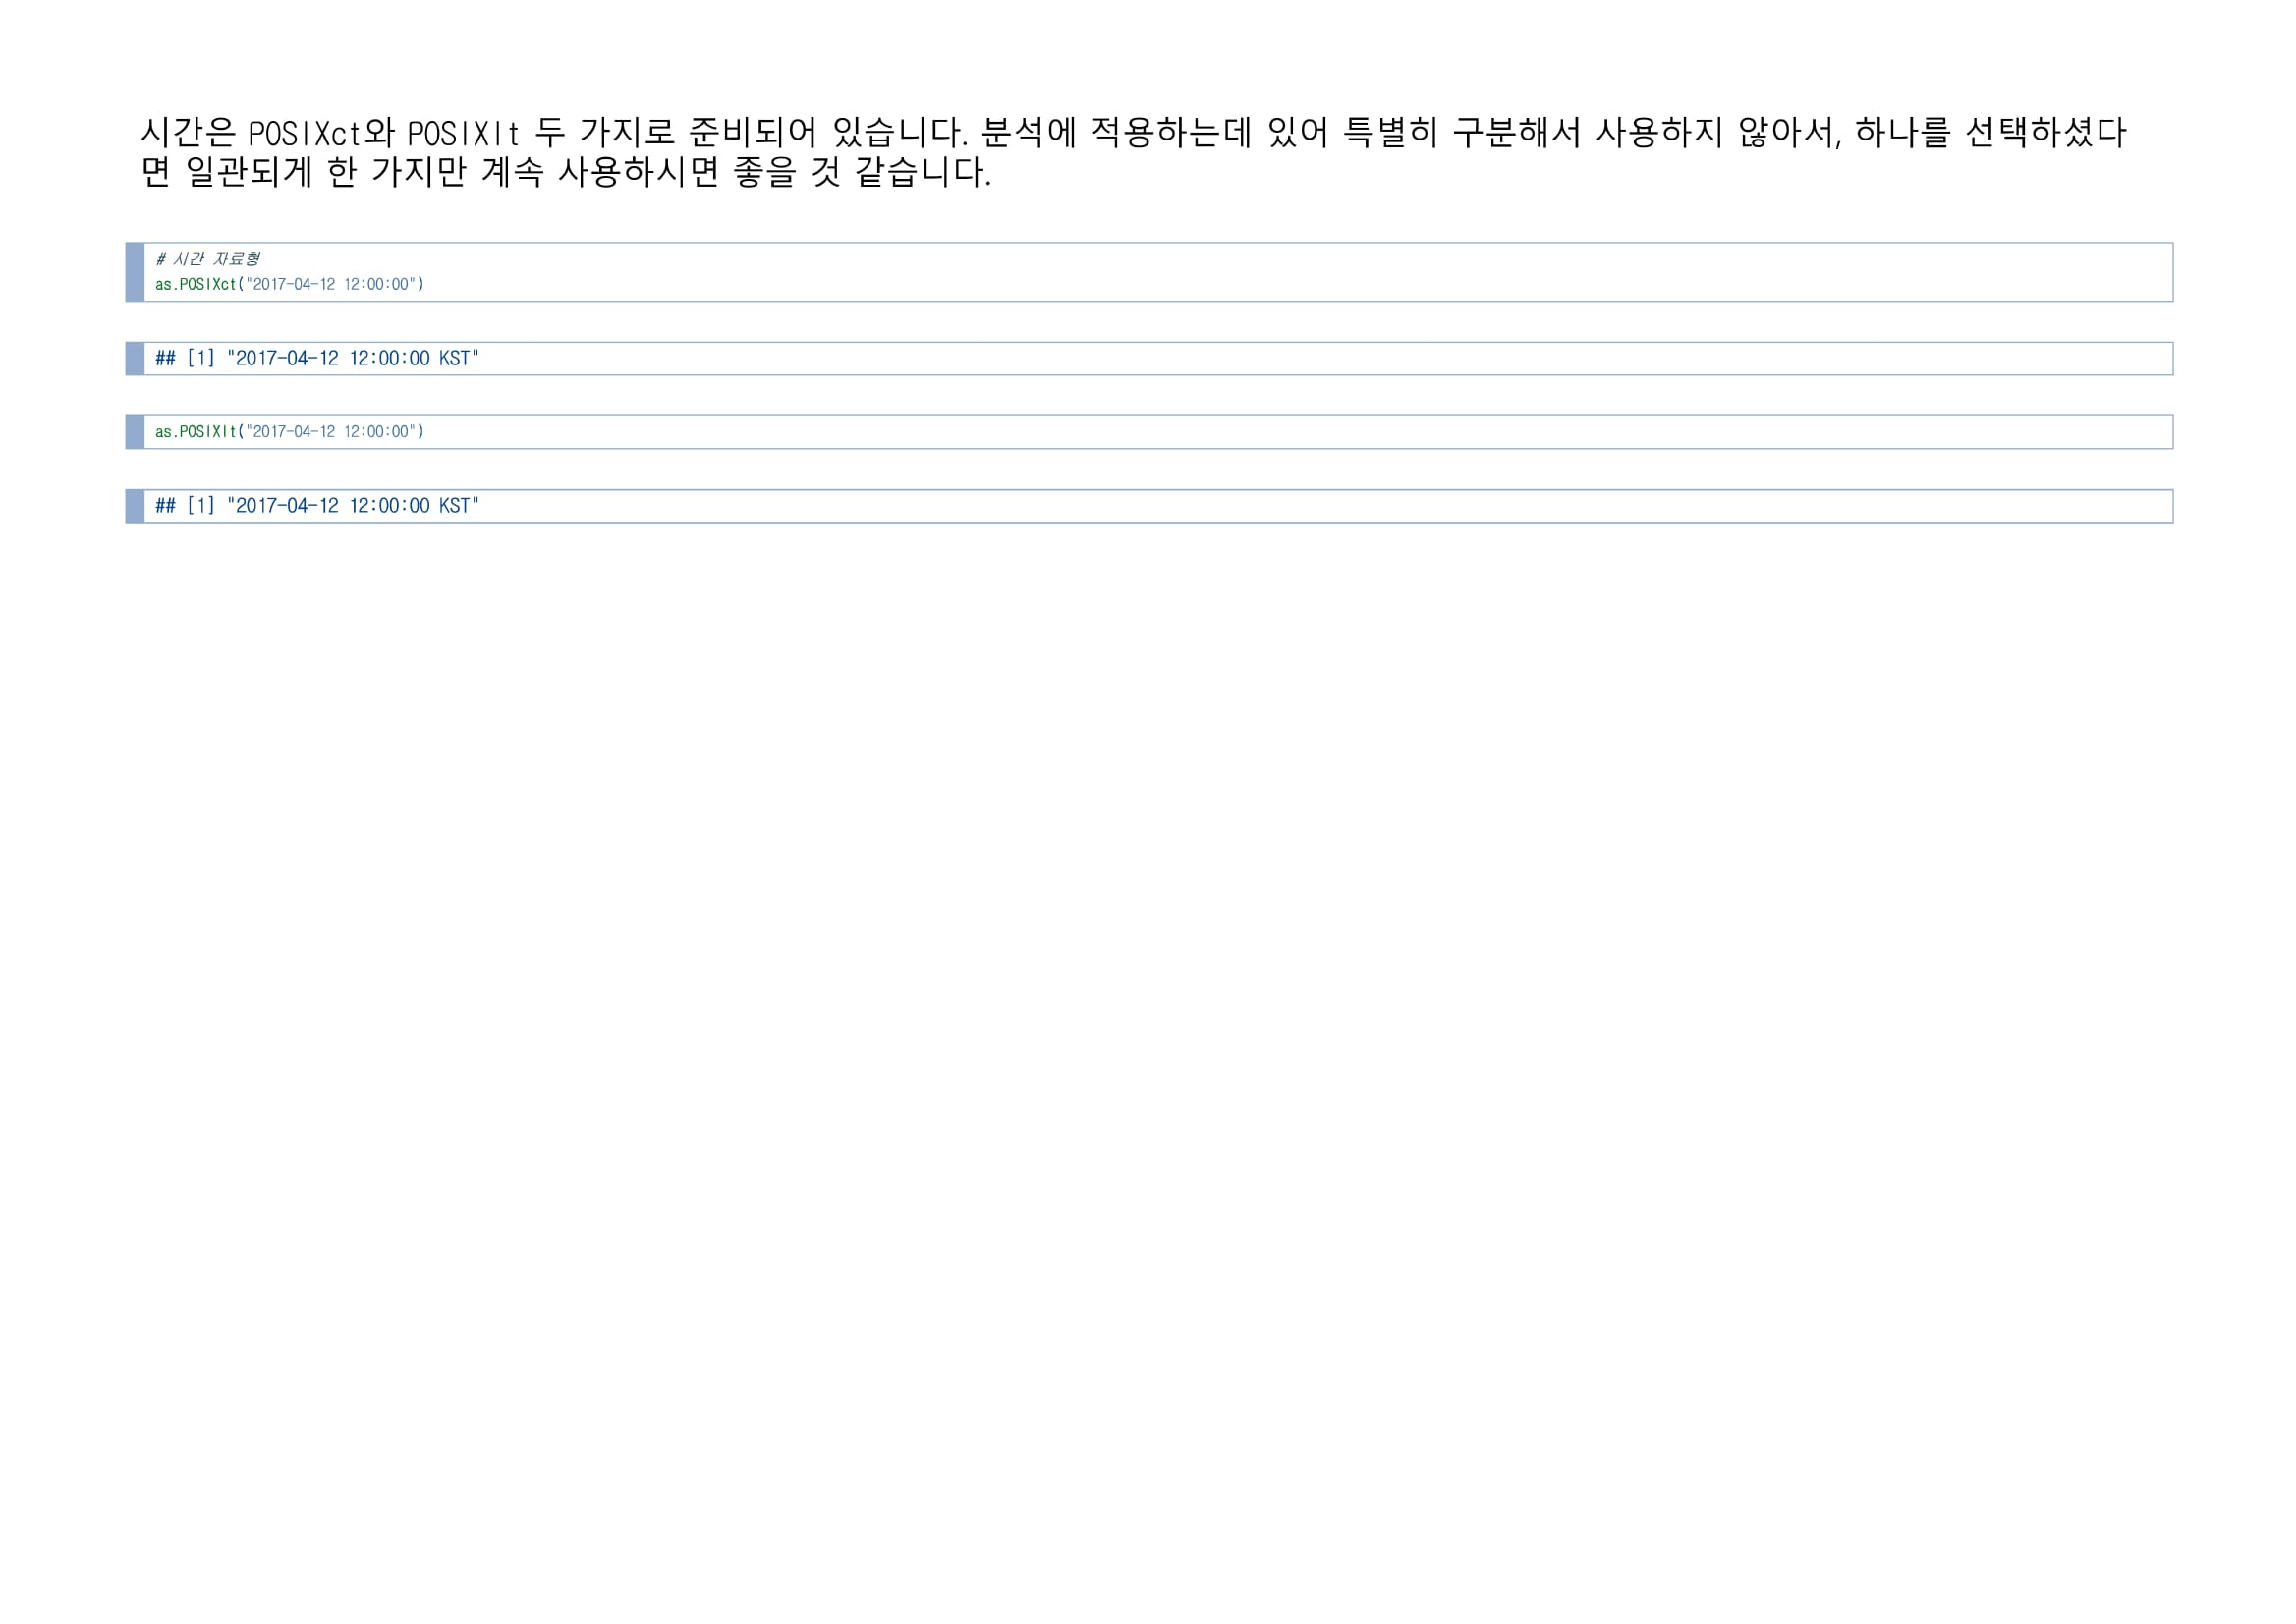 시간은 POSIXct와 POSIXlt 두 가지로 준비되어 있습니다. 분석에 적용하는데 있어 특별히 구분해서 사용하지 않아서, 하나를 선택하셨다
면 일관되게 한 가지만 계속 사용하시면 좋을 것 같습니다.
# 시간 자료형
as.POSIXct("2017-04-12 12:00:00")
## [1] "2017-04-12 12:00:00 KST"
as.POSIXlt("2017-04-12 12:00:00")
## [1] "2017-04-12 12:00:00 KST"